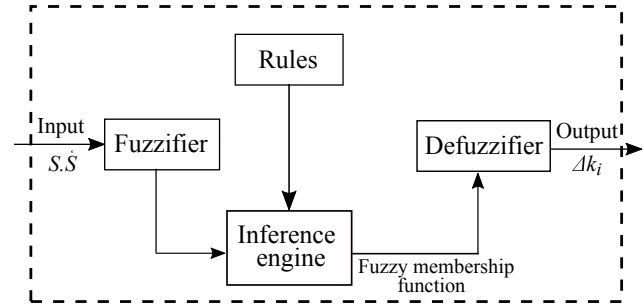 Rules
Input
Fuzzifier
S.Ṡ
Defuzzifier
Output
Δkᵢ
Inference
engine
Fuzzy membership
function